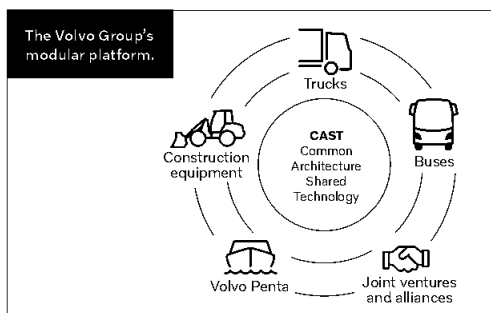 The Volvo Group’s
modular platform.
Trucks
Construction
equipment
CAST
Common
Architecture
Shared
Technology
Buses
Volvo Penta
Joint ventures
and alliances